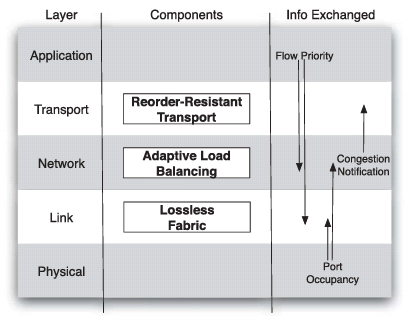 Layer Components Info Exchanged
Application
Flow Priority
Transport
Reorder-Resistant
Transport
Network
Adaptive Load
Balancing
Congestion
Notification
Link
Lossless
Fabric
Physical
Port
Occupancy